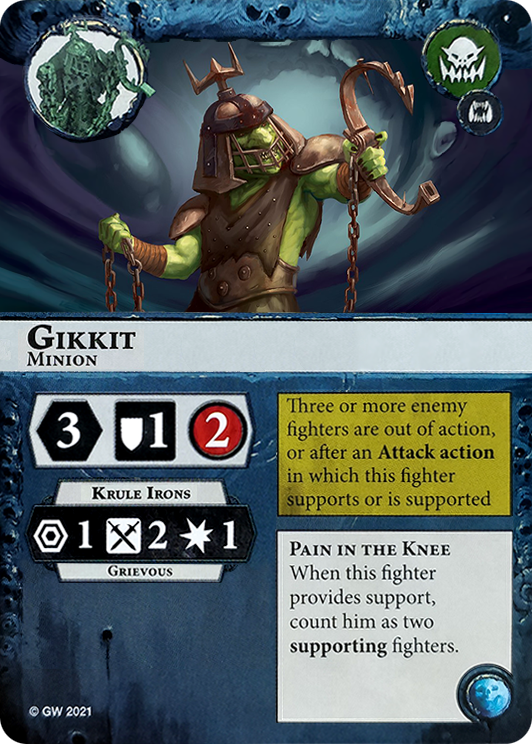 GIKKIT
MINION
3 1 2
KRULE IRONS
1 2 1
GRIEVOUS
Three or more enemy
fighters are out of action,
or after an Attack action
in which this fighter
supports or is supported
PAIN IN THE KNEE
When this fighter
provides support,
count him as two
supporting fighters.
© GW 2021